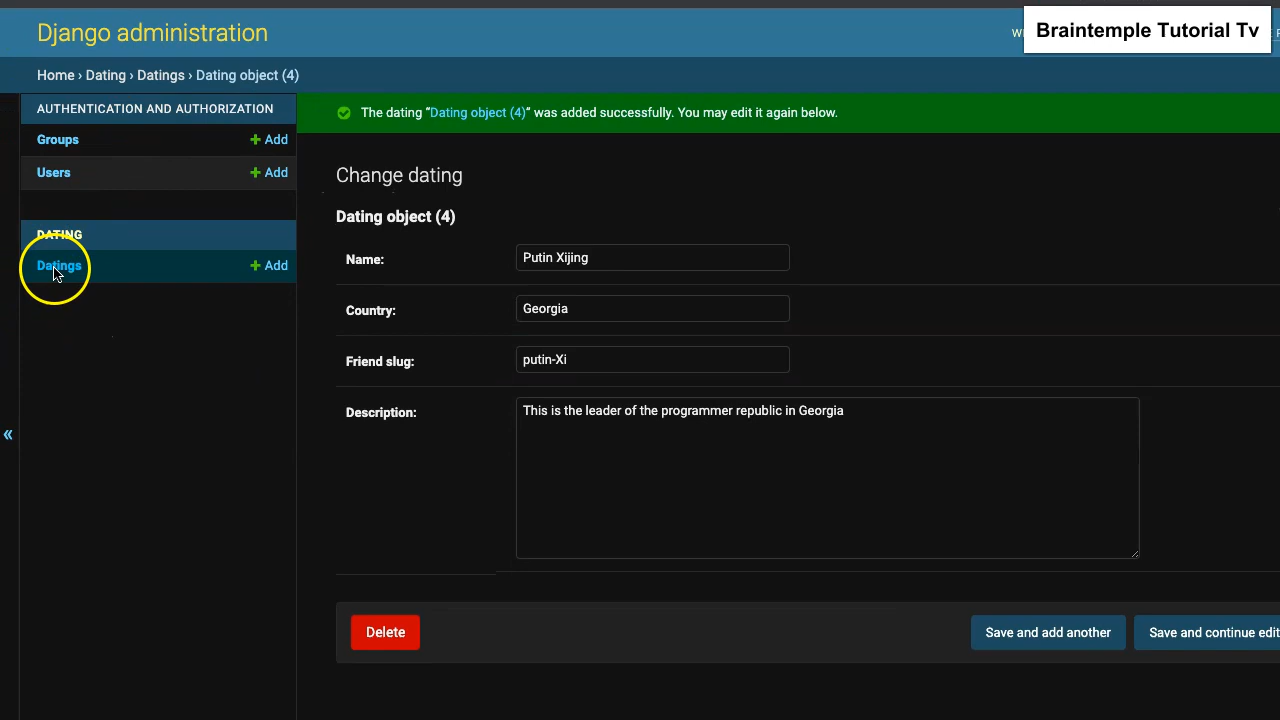 Django administration
WE
Braintemple Tutorial Tv
Home › Dating › Datings › Dating object (4)
AUTHENTICATION AND AUTHORIZATION
Groups + Add
Users + Add
DATING
Datings + Add
The dating “Dating object (4)” was added successfully. You may edit it again below.
Change dating
Dating object (4)
Name: Putin Xijing
Country: Georgia
Friend slug: putin-Xi
Description: This is the leader of the programmer republic in Georgia
Delete
Save and add another
Save and continue edit
«